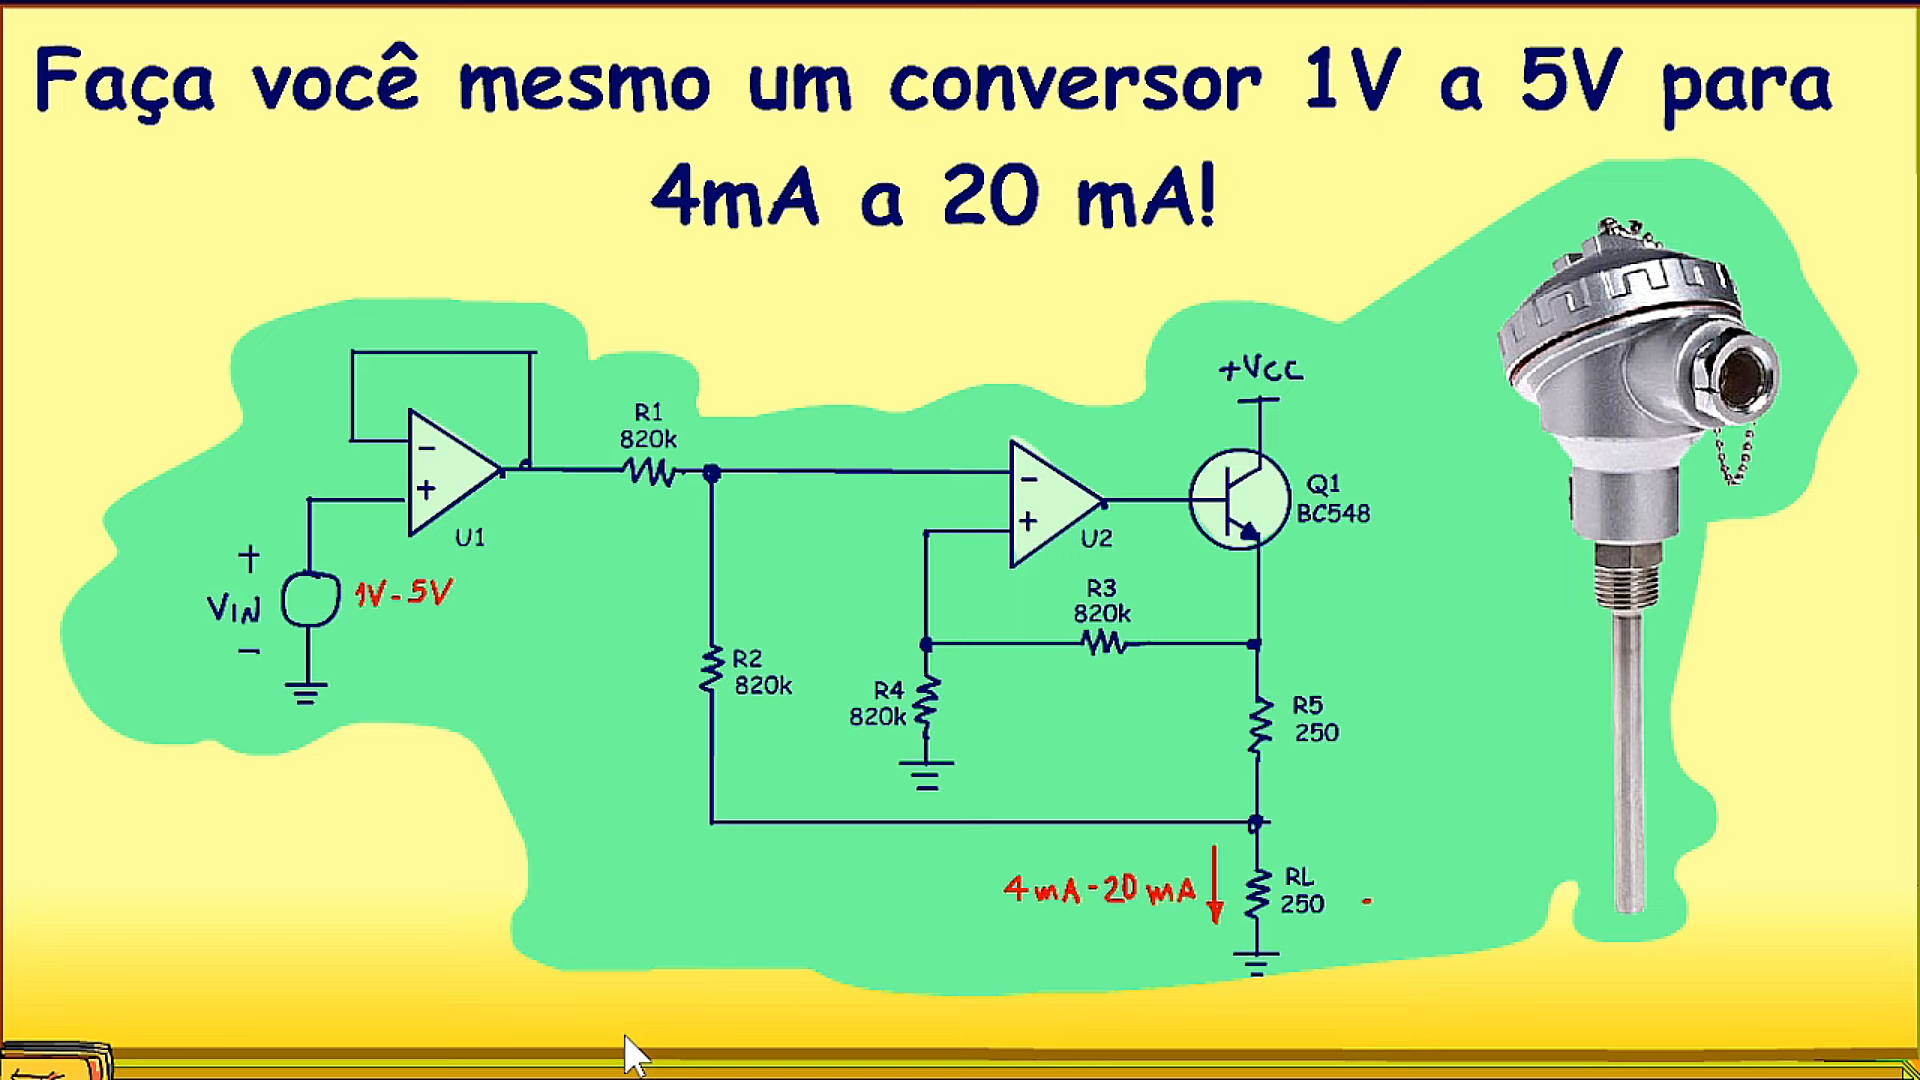 Faça você mesmo um conversor 1V a 5V para
4mA a 20 mA!
+VCC
R1
820k
-
+
U1
-
+
U2
Q1
BC548
+
VIN
-
1V-5V
R3
820k
R2
820k
R4
820k
R5
250
4mA-20mA
RL
250